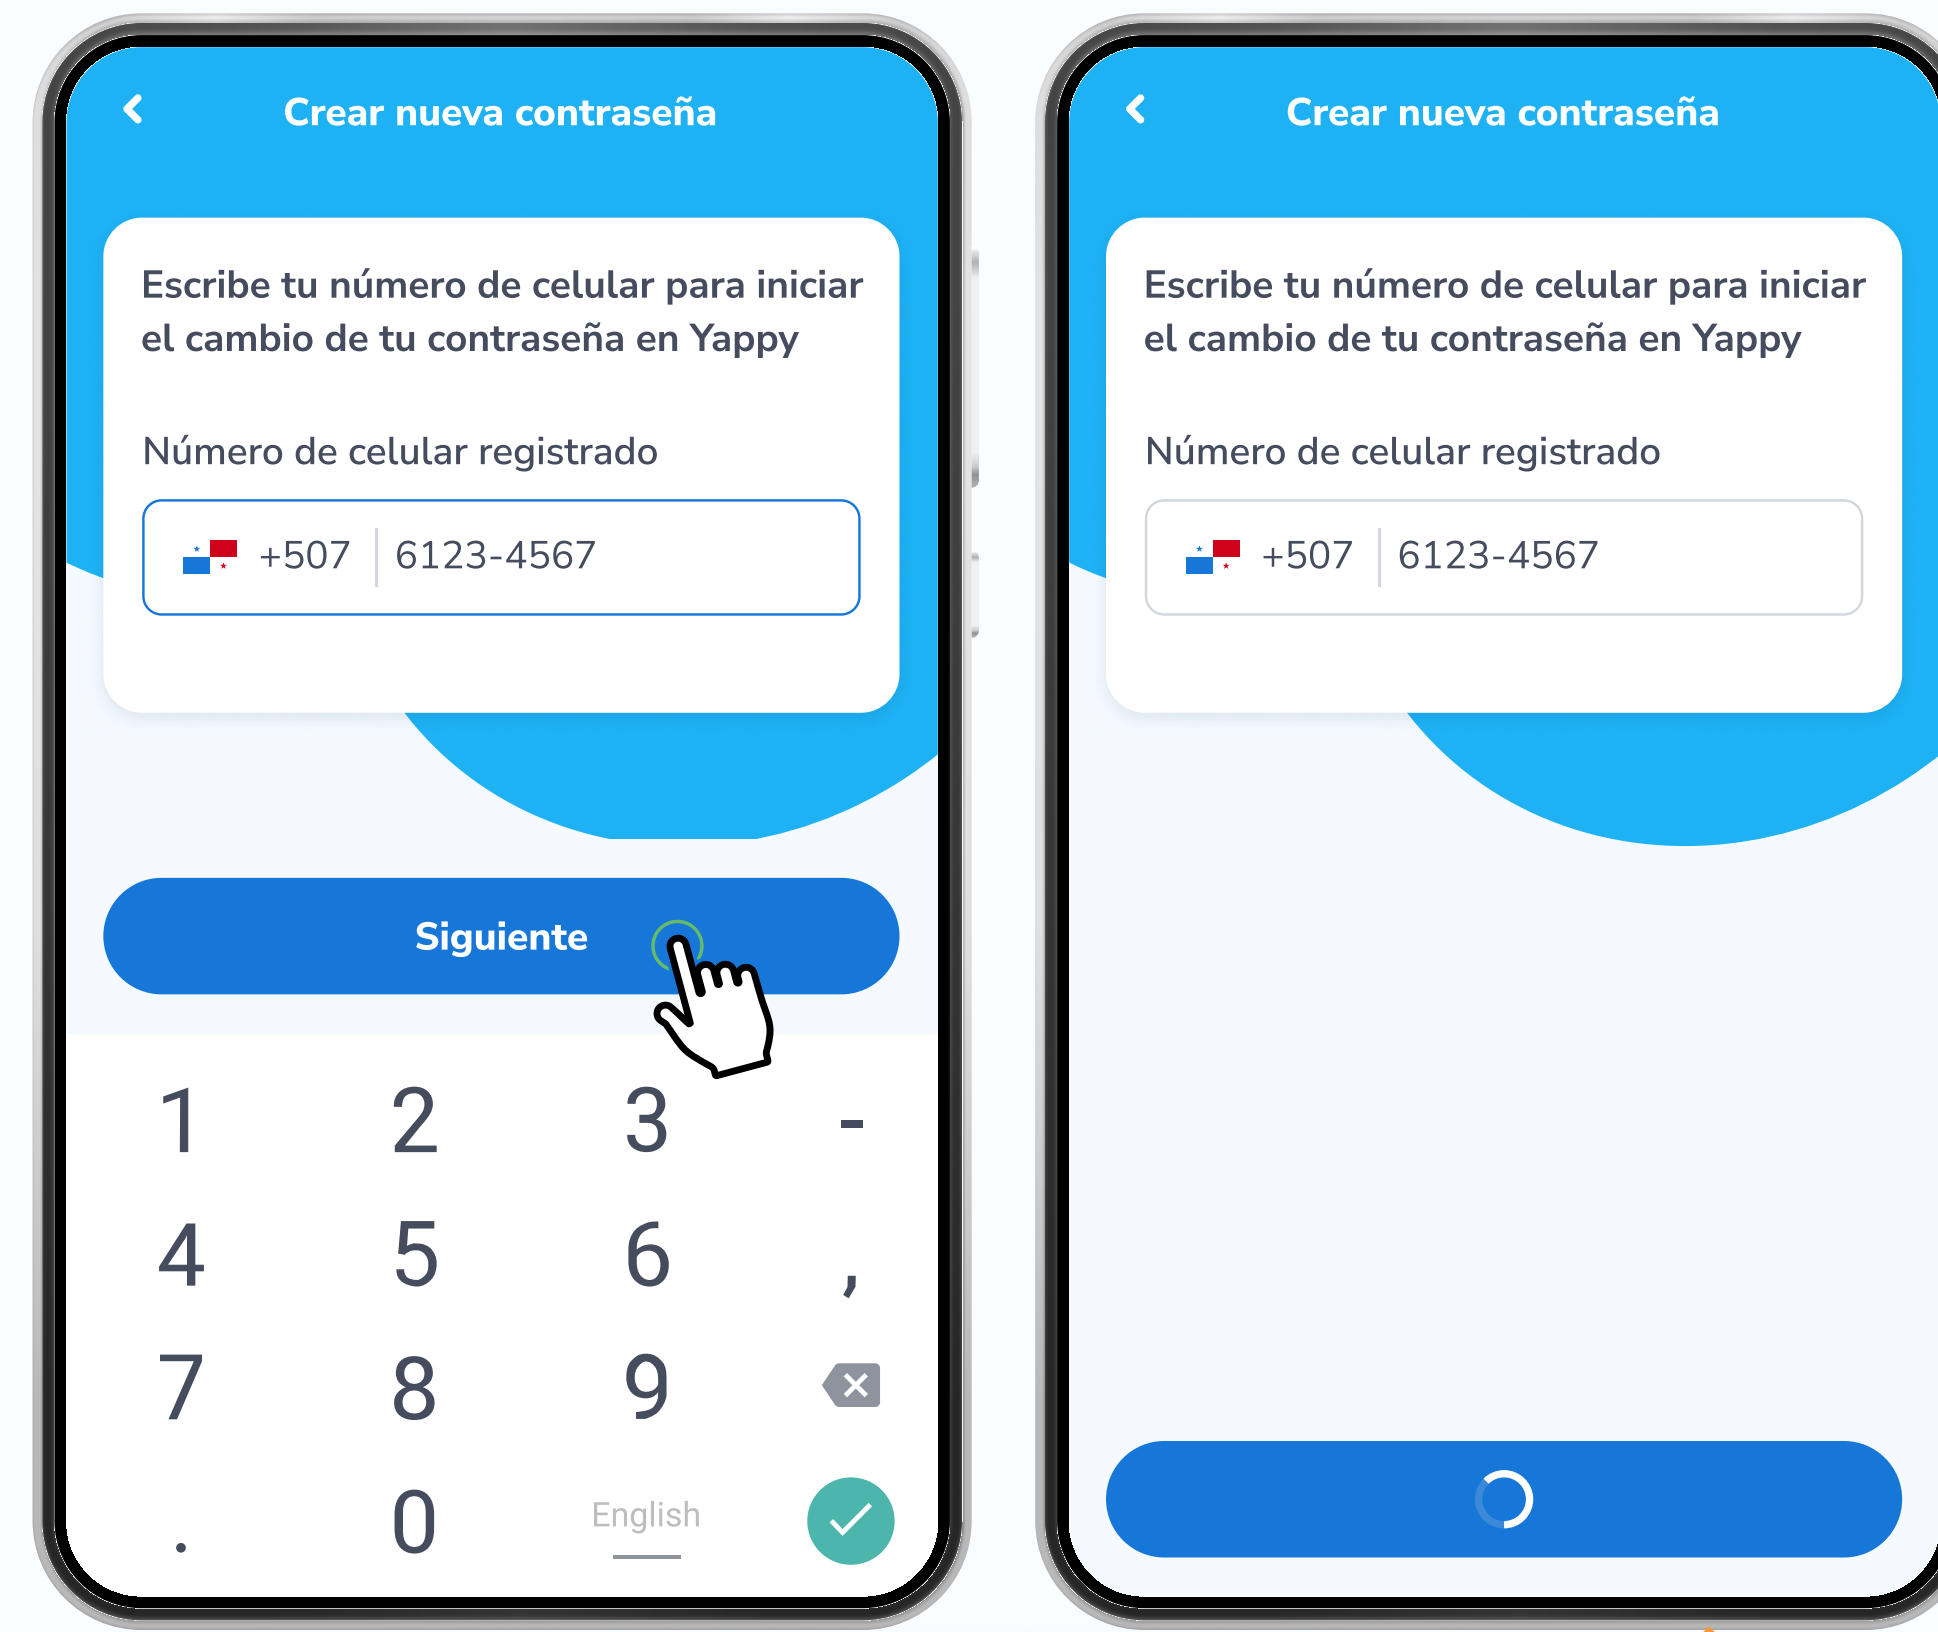 Crear nueva contraseña
Escribe tu número de celular para iniciar
el cambio de tu contraseña en Yappy
Número de celular registrado
+507 6123-4567
Siguiente
1 2 3 -
4 5 6 ,
7 8 9
. 0 English
Crear nueva contraseña
Escribe tu número de celular para iniciar
el cambio de tu contraseña en Yappy
Número de celular registrado
+507 6123-4567